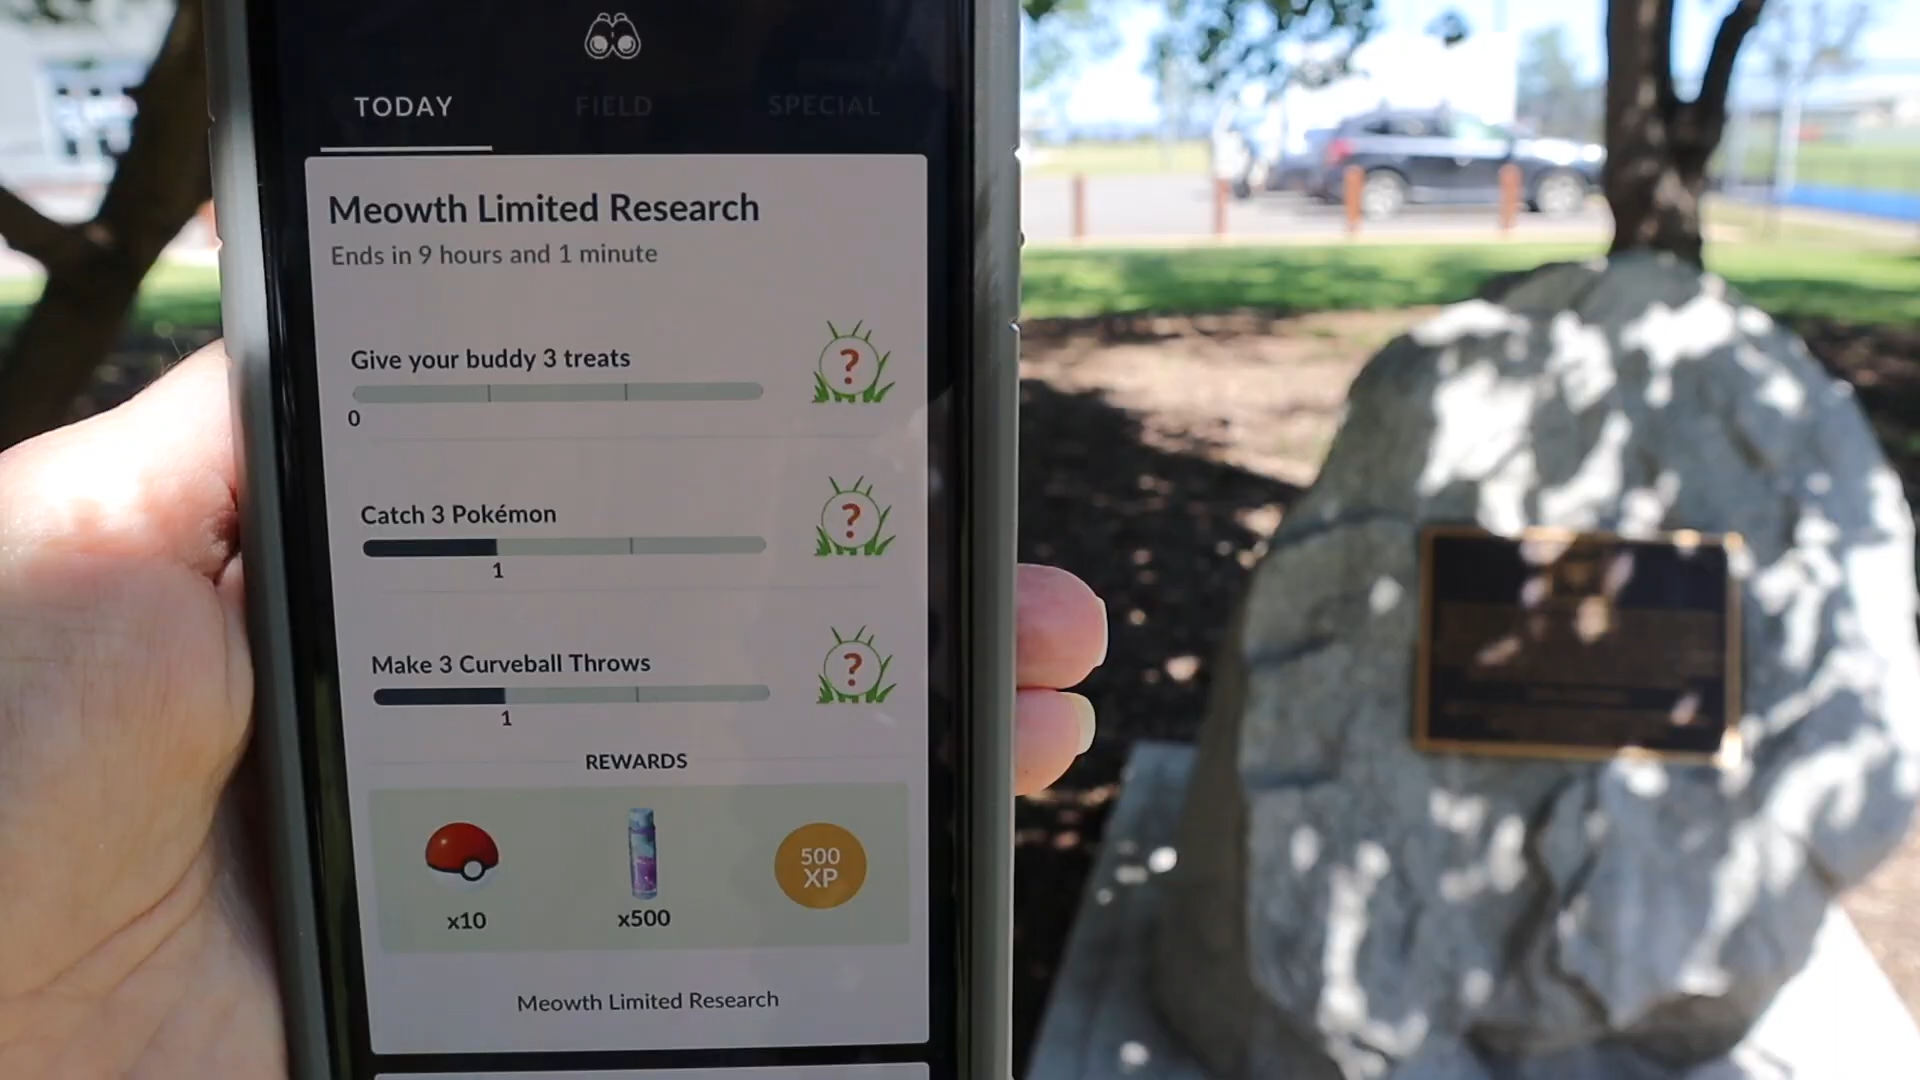 TODAY
FIELD
SPECIAL
Meowth Limited Research
Ends in 9 hours and 1 minute
Give your buddy 3 treats
?
0
Catch 3 Pokémon
?
1
Make 3 Curveball Throws
?
1
REWARDS
500
XP
x10
x500
Meowth Limited Research